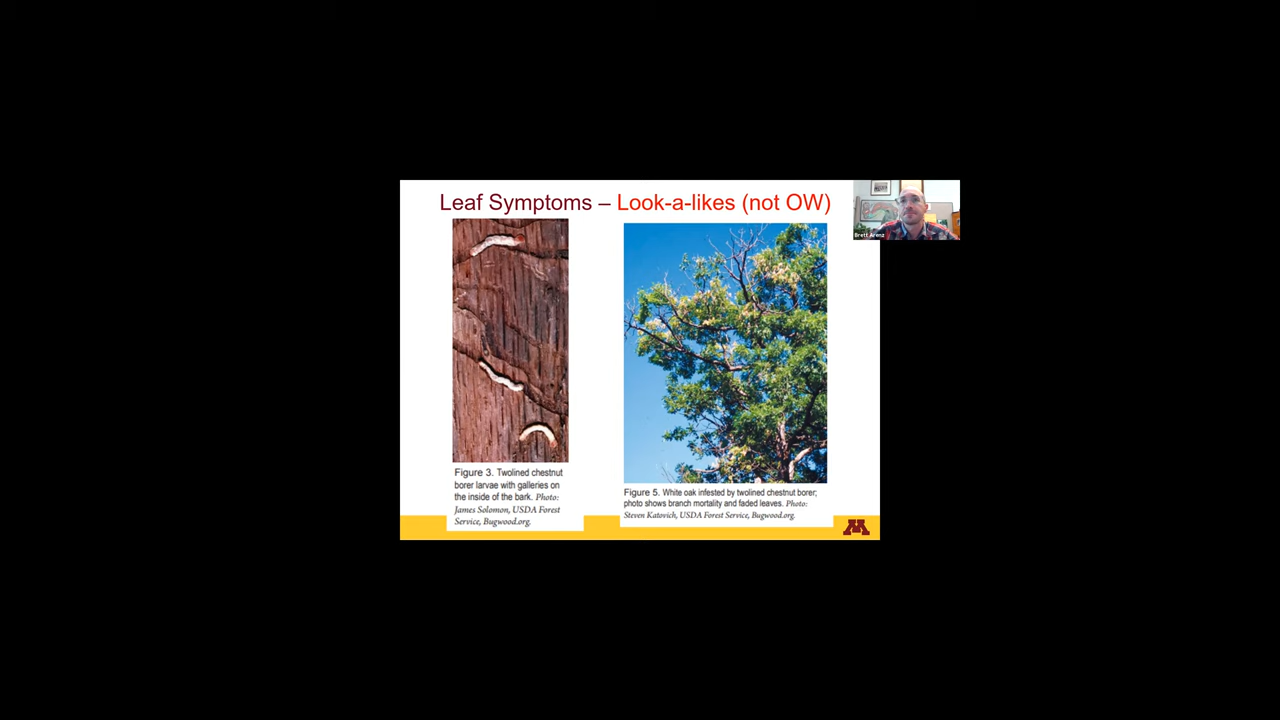 Leaf Symptoms – Look-a-likes (not OW)
Brett Arenz
Figure 3. Twolined chestnut
borer larvae with galleries on
the inside of the bark. Photo:
James Solomon, USDA Forest
Service, Bugwood.org.
Figure 5. White oak infested by twolined chestnut borer;
photo shows branch mortality and faded leaves. Photo:
Steven Katovich, USDA Forest Service, Bugwood.org.
M